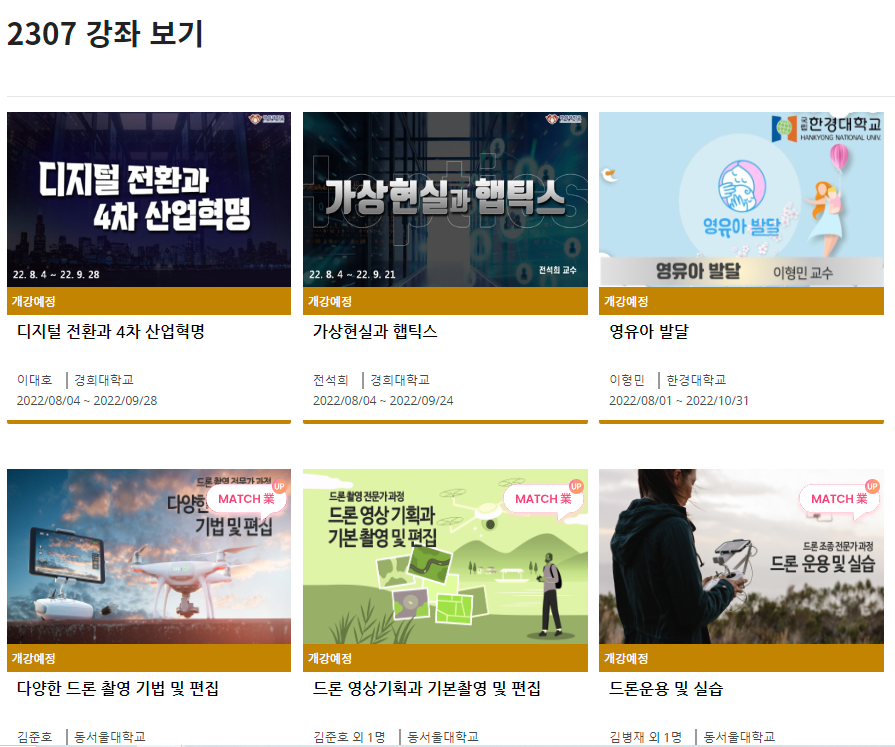 2307 강좌 보기
디지털 전환과
4차 산업혁명
22. 8. 4 ~ 22. 9. 28
개강예정
디지털 전환과 4차 산업혁명
이대호 | 경희대학교
2022/08/04 ~ 2022/09/28
haptics
가상현실과 햅틱스
22. 8. 4 ~ 22. 9. 21
전석희 교수
개강예정
가상현실과 햅틱스
전석희 | 경희대학교
2022/08/04 ~ 2022/09/24
국립 한경대학교
HANKYONG NATIONAL UNIV.
영유아 발달
영유아 발달 이형민 교수
개강예정
영유아 발달
이형민 | 한경대학교
2022/08/01 ~ 2022/10/31
드론 촬영 전문가 과정
다양한
기법 및 편집
MATCH 業
UP
개강예정
다양한 드론 촬영 기법 및 편집
김준호 | 동서울대학교
드론 촬영 전문가 과정
드론 영상 기획과
기본 촬영 및 편집
MATCH 業
UP
개강예정
드론 영상기획과 기본촬영 및 편집
김준호 외 1명 | 동서울대학교
MATCH 業
UP
드론 조종 전문가 과정
드론 운용 및 실습
개강예정
드론운용 및 실습
김병재 외 1명 | 동서울대학교